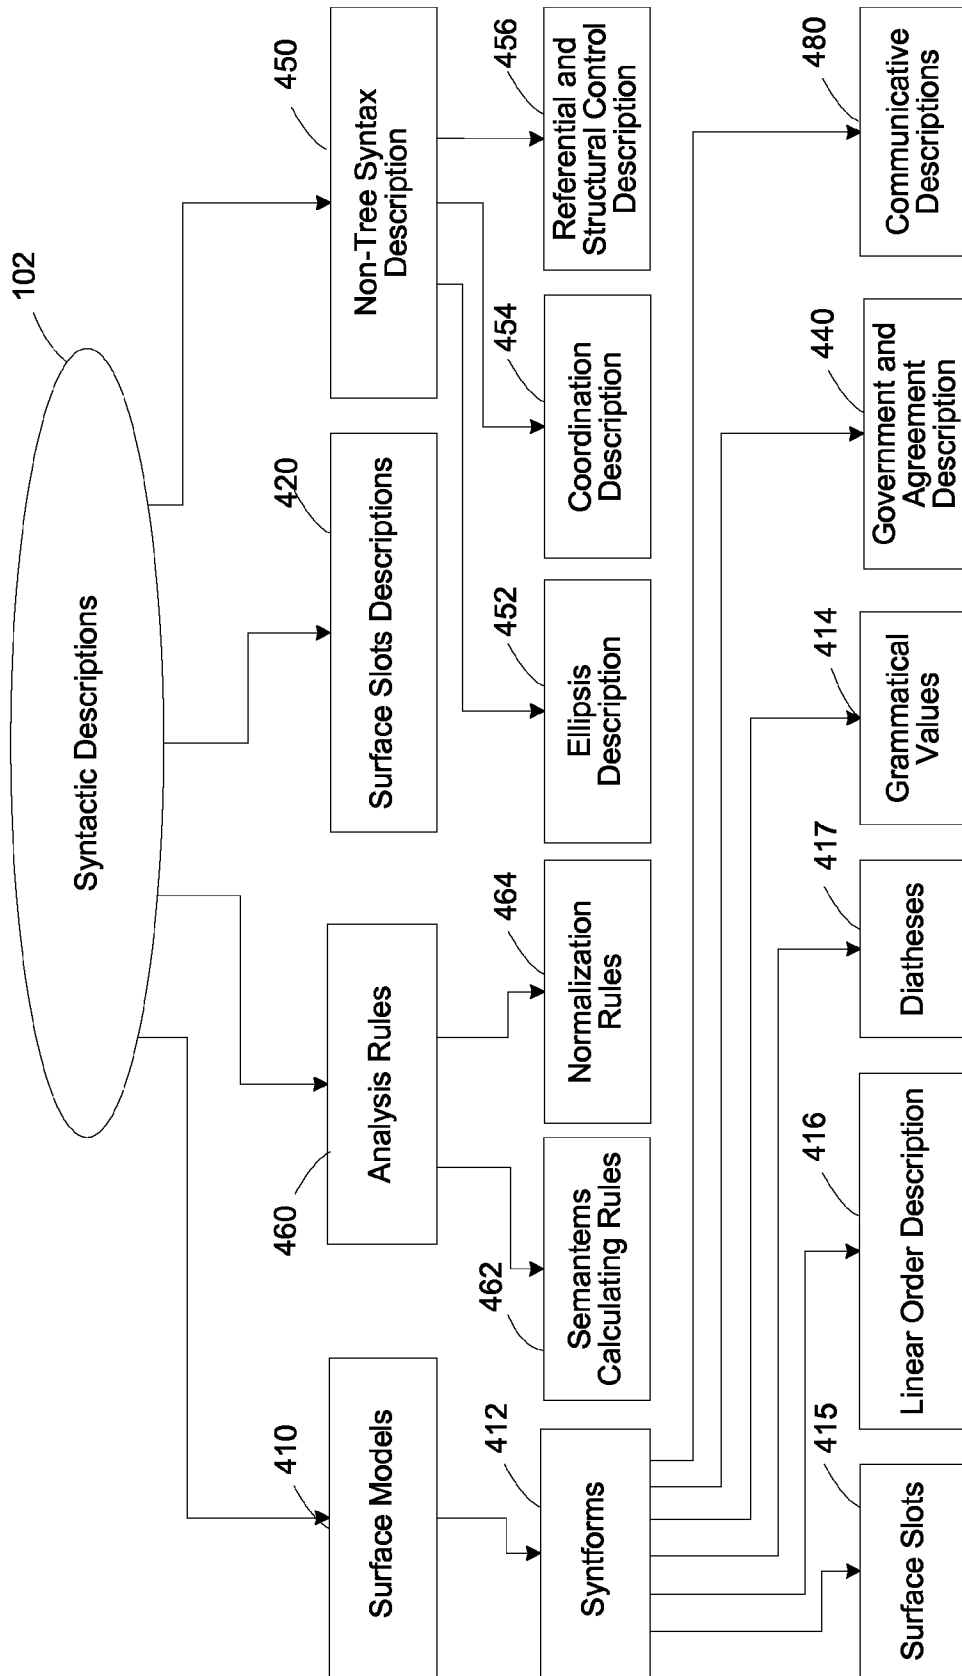 102
Syntactic Descriptions
410
Surface Models
460
Analysis Rules
420
Surface Slots Descriptions
450
Non-Tree Syntax
Description
412
Syntforms
462
Semantems
Calculating Rules
464
Normalization
Rules
452
Ellipsis
Description
454
Coordination
Description
456
Referential and
Structural Control
Description
415
Surface Slots
416
Linear Order Description
417
Diatheses
414
Grammatical
Values
440
Government and
Agreement
Description
480
Communicative
Descriptions